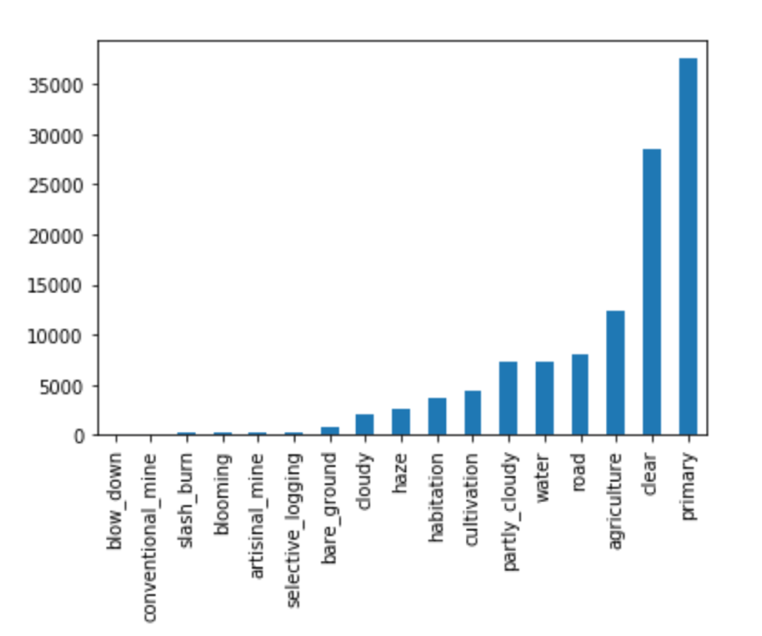 35000
30000
25000
20000
15000
10000
5000
0
blow_down
conventional_mine
slash_burn
blooming
artisinal_mine
selective_logging
bare_ground
cloudy
haze
habitation
cultivation
partly_cloudy
water
road
agriculture
clear
primary